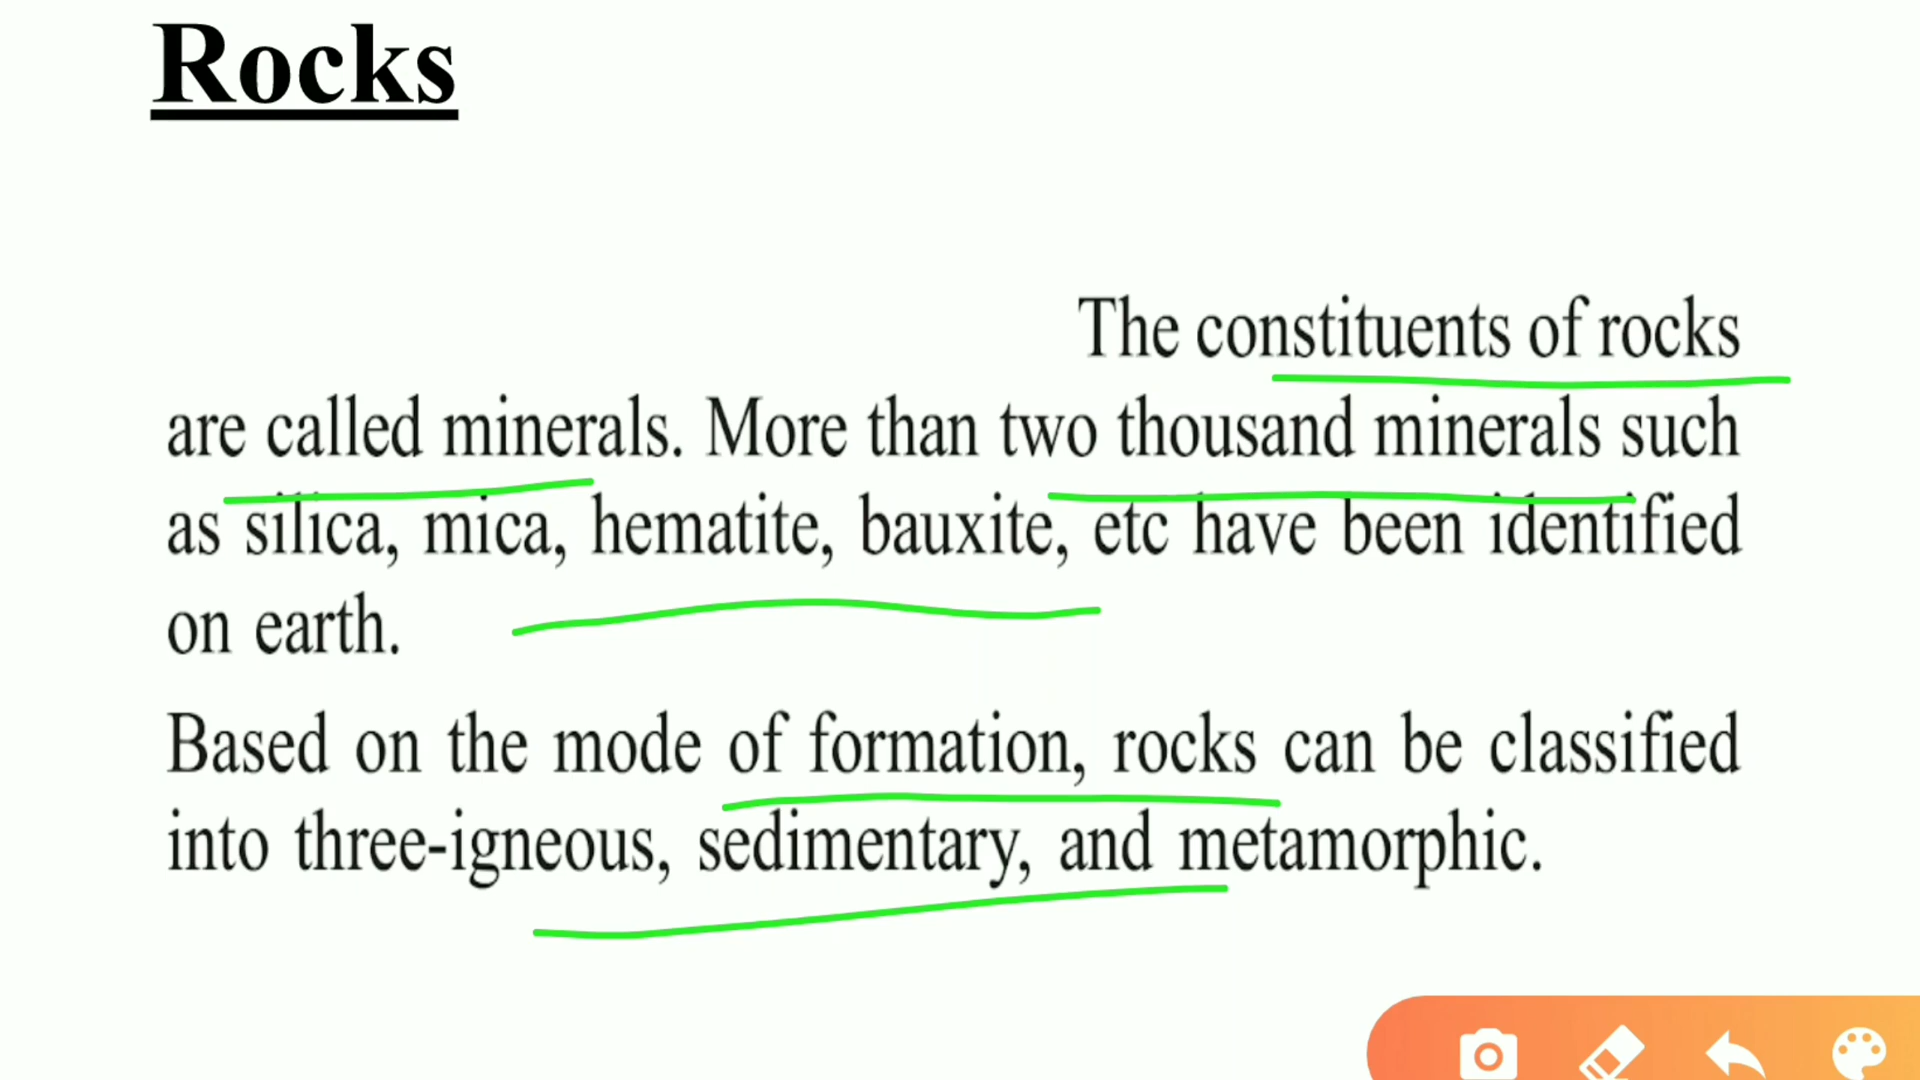 Rocks
The constituents of rocks
are called minerals. More than two thousand minerals such
as silica, mica, hematite, bauxite, etc have been identified
on earth.
Based on the mode of formation, rocks can be classified
into three-igneous, sedimentary, and metamorphic.